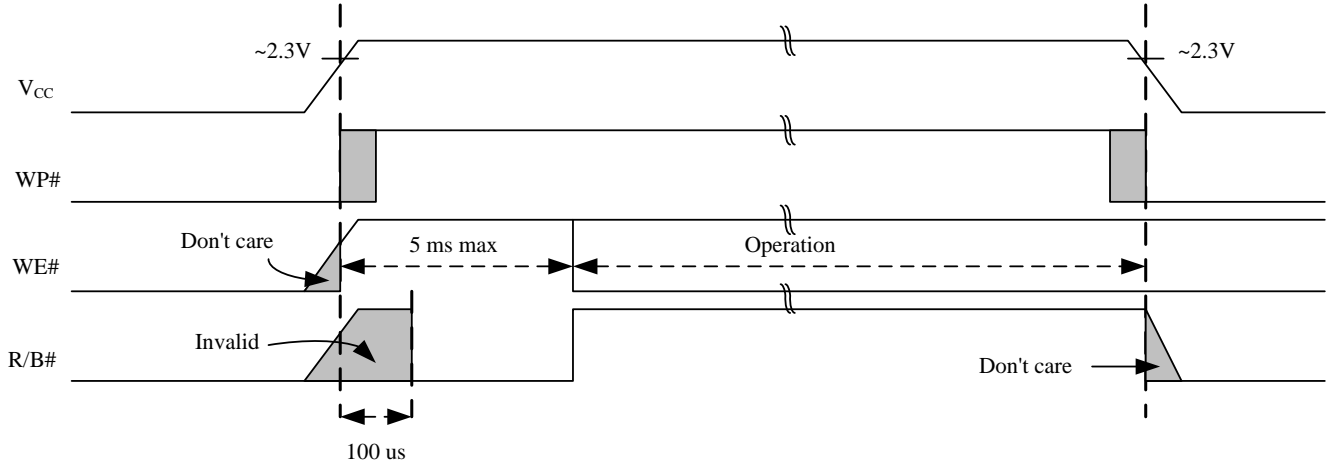 ~2.3V
~2.3V
VCC
WP#
Don't care
5 ms max
Operation
WE#
Invalid
R/B#
Don't care
100 us